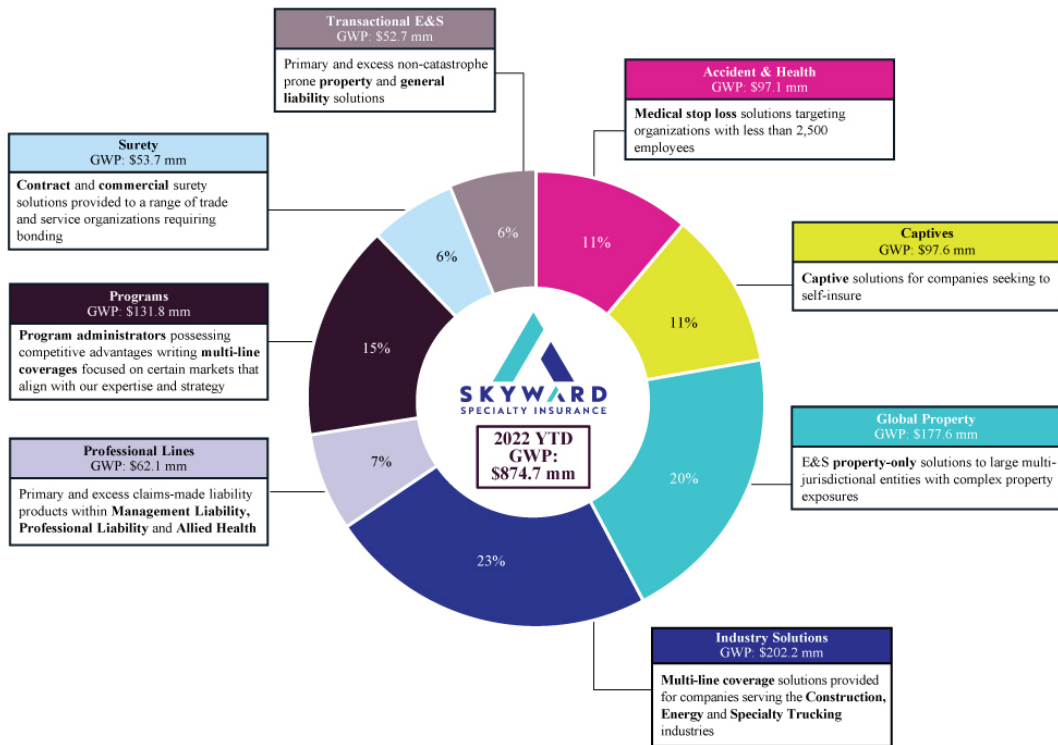 Transactional E&S
GWP: $52.7 mm
Primary and excess non-catastrophe
prone property and general
liability solutions
Accident & Health
GWP: $97.1 mm
Medical stop loss solutions targeting
organizations with less than 2,500
employees
Surety
GWP: $53.7 mm
Contract and commercial surety
solutions provided to a range of trade
and service organizations requiring
bonding
Captives
GWP: $97.6 mm
Captive solutions for companies seeking to
self-insure
Programs
GWP: $131.8 mm
Program administrators possessing
competitive advantages writing multi-line
coverages focused on certain markets that
align with our expertise and strategy
Global Property
GWP: $177.6 mm
E&S property-only solutions to large multi-
jurisdictional entities with complex property
exposures
Professional Lines
GWP: $62.1 mm
Primary and excess claims-made liability
products within Management Liability,
Professional Liability and Allied Health
Industry Solutions
GWP: $202.2 mm
Multi-line coverage solutions provided
for companies serving the Construction,
Energy and Specialty Trucking
industries
6%
11%
6%
11%
15%
20%
7%
23%
SKYWARD
SPECIALTY INSURANCE
2022 YTD
GWP:
$874.7 mm